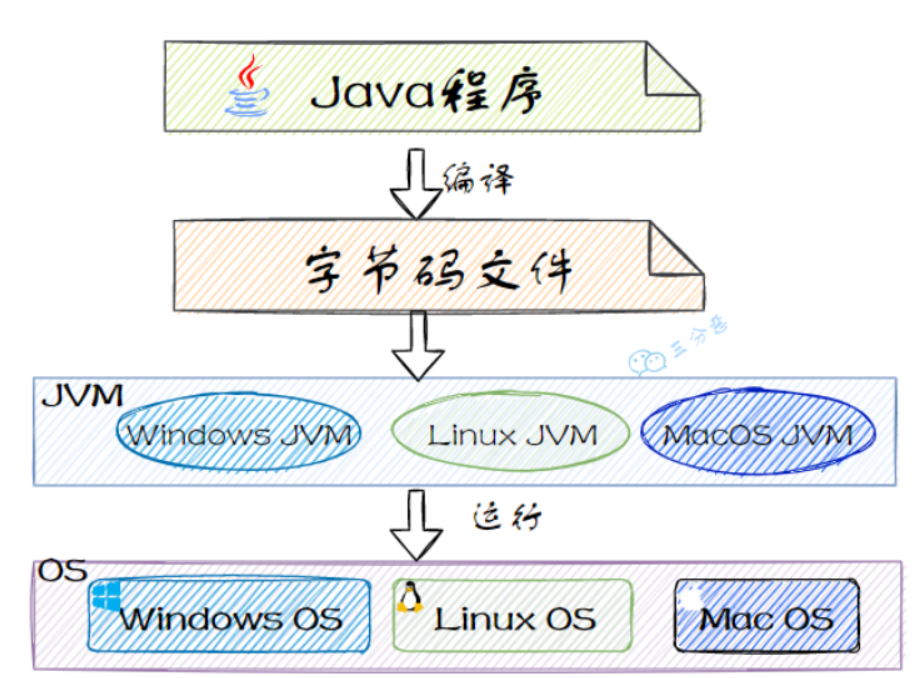 Java程序
编译
字节码文件
三分恶
JVM
Windows JVM
Linux JVM
MacOS JVM
运行
OS
Windows OS
Linux OS
Mac OS